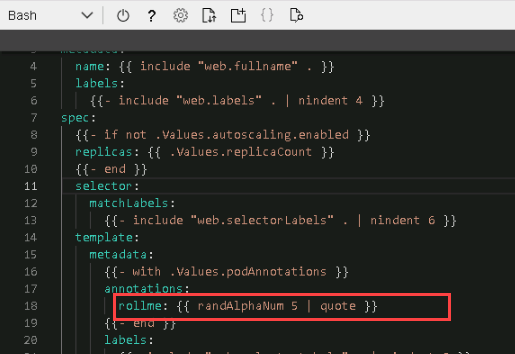 Bash
3 metadata:
4 name: {{ include "web.fullname" . }}
5 labels:
6 {{- include "web.labels" . | nindent 4 }}
7 spec:
8 {{- if not .Values.autoscaling.enabled }}
9 replicas: {{ .Values.replicaCount }}
10 {{- end }}
11 selector:
12 matchLabels:
13 {{- include "web.selectorLabels" . | nindent 6 }}
14 template:
15 metadata:
16 {{- with .Values.podAnnotations }}
17 annotations:
18 rollme: {{ randAlphaNum 5 | quote }}
19 {{- end }}
20 labels: